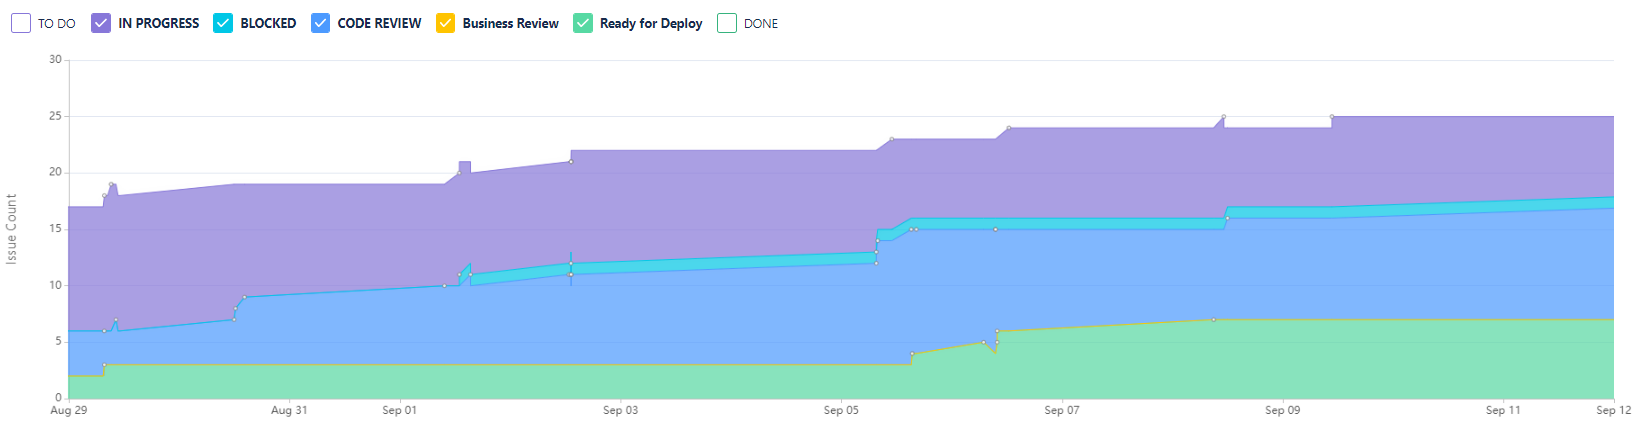 TO DO IN PROGRESS BLOCKED CODE REVIEW Business Review Ready for Deploy DONE
30
25
20
15
10
5
0
Issue Count
Aug 29 Aug 31 Sep 01 Sep 03 Sep 05 Sep 07 Sep 09 Sep 11 Sep 12